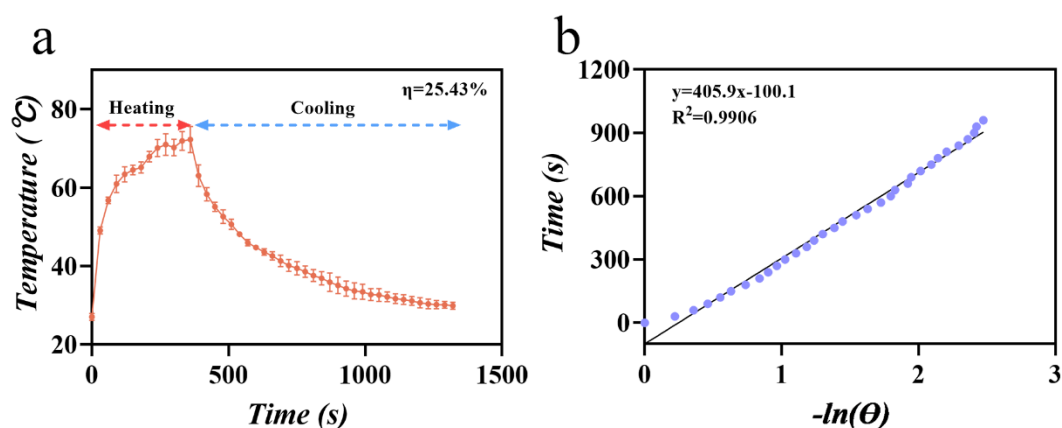 a
η=25.43%
Heating
Cooling
80
60
40
20
0
500
1000
1500
Temperature (℃)
Time (s)
b
y=405.9x-100.1
R²=0.9906
1200
900
600
300
0
0
1
2
3
Time (s)
-ln(Θ)